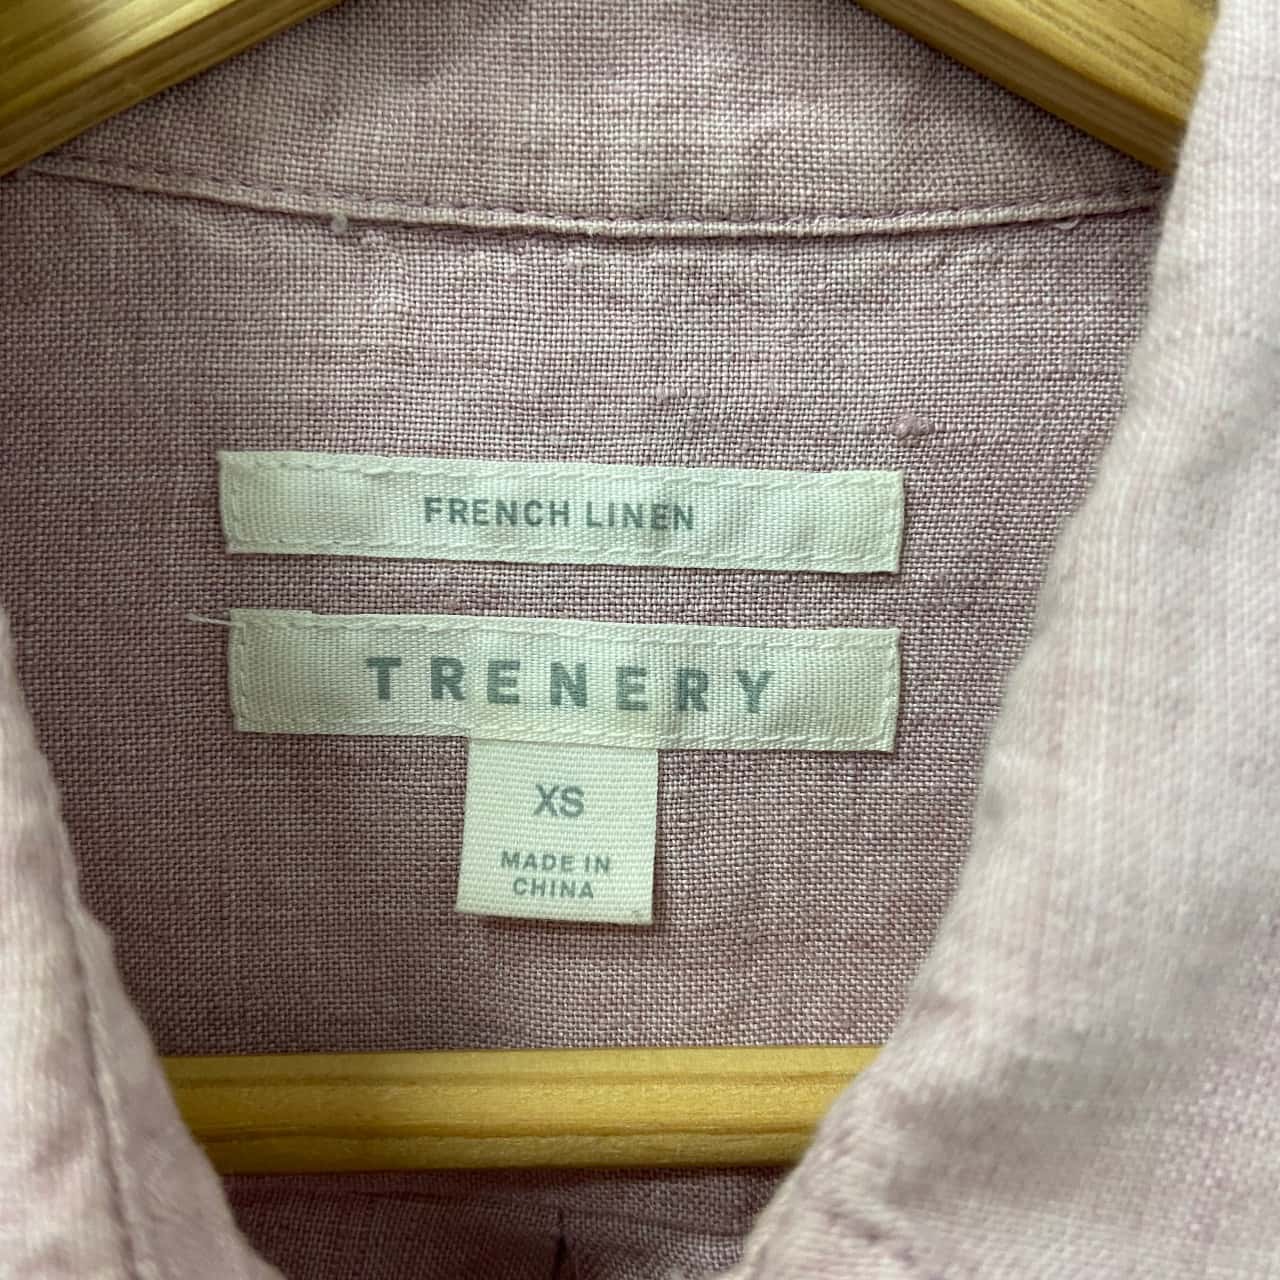 FRENCH LINEN
TRENERY
XS
MADE IN
CHINA